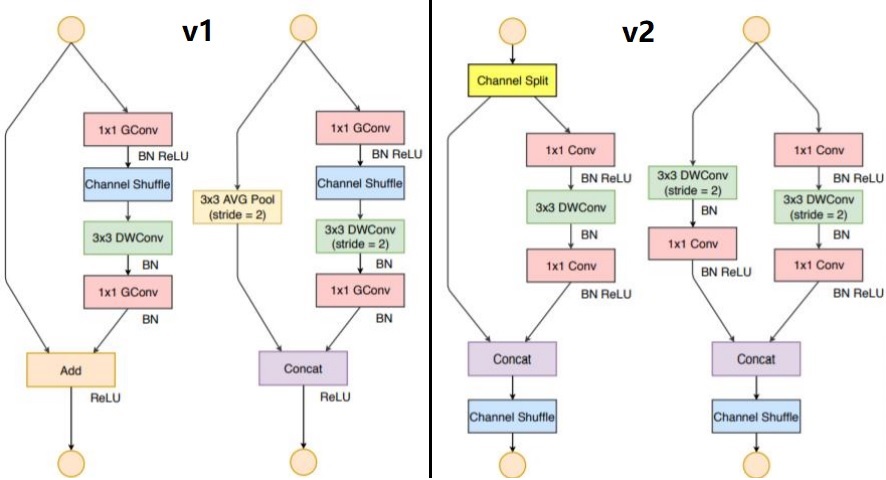 v1
1x1 GConv
BN ReLU
Channel Shuffle
3x3 DWConv
BN
1x1 GConv
BN
Add
ReLU
1x1 GConv
BN ReLU
3x3 AVG Pool
(stride = 2)
Channel Shuffle
3x3 DWConv
(stride = 2)
BN
1x1 GConv
BN
Concat
ReLU
v2
Channel Split
1x1 Conv
BN ReLU
3x3 DWConv
BN
1x1 Conv
BN ReLU
Concat
Channel Shuffle
3x3 DWConv
(stride = 2)
BN
1x1 Conv
BN ReLU
1x1 Conv
BN ReLU
3x3 DWConv
(stride = 2)
BN
1x1 Conv
BN ReLU
Concat
Channel Shuffle